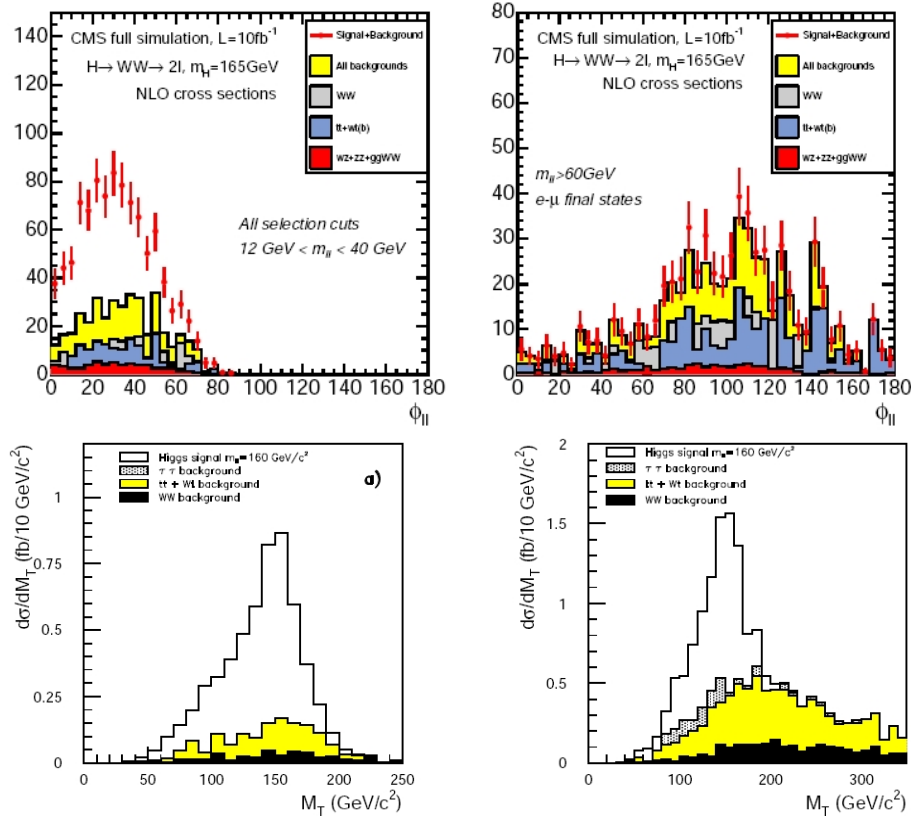 CMS full simulation, L=10fb⁻¹
H→ WW→ 2l, m_H=165GeV
NLO cross sections
Signal+Background
All backgrounds
WW
tt+wt(b)
wz+zz+ggWW
All selection cuts
12 GeV < m_ll < 40 GeV
140
120
100
80
60
40
20
0
0 20 40 60 80 100 120 140 160 180
ϕ_ll
CMS full simulation, L=10fb⁻¹
H→ WW→ 2l, m_H=165GeV
NLO cross sections
Signal+Background
All backgrounds
WW
tt+wt(b)
wz+zz+ggWW
m_ll>60GeV
e-μ final states
80
70
60
50
40
30
20
10
0
0 20 40 60 80 100 120 140 160 180
ϕ_ll
Higgs signal m_H=160 GeV/c²
τ τ background
tt + Wt background
WW background
a)
dσ/dM_T (fb/10 GeV/c²)
1
0.75
0.5
0.25
0
0 50 100 150 200 250
M_T (GeV/c²)
Higgs signal m_H=160 GeV/c²
τ τ background
tt + Wt background
WW background
dσ/dM_T (fb/10 GeV/c²)
2
1.5
1
0.5
0
0 100 200 300
M_T (GeV/c²)